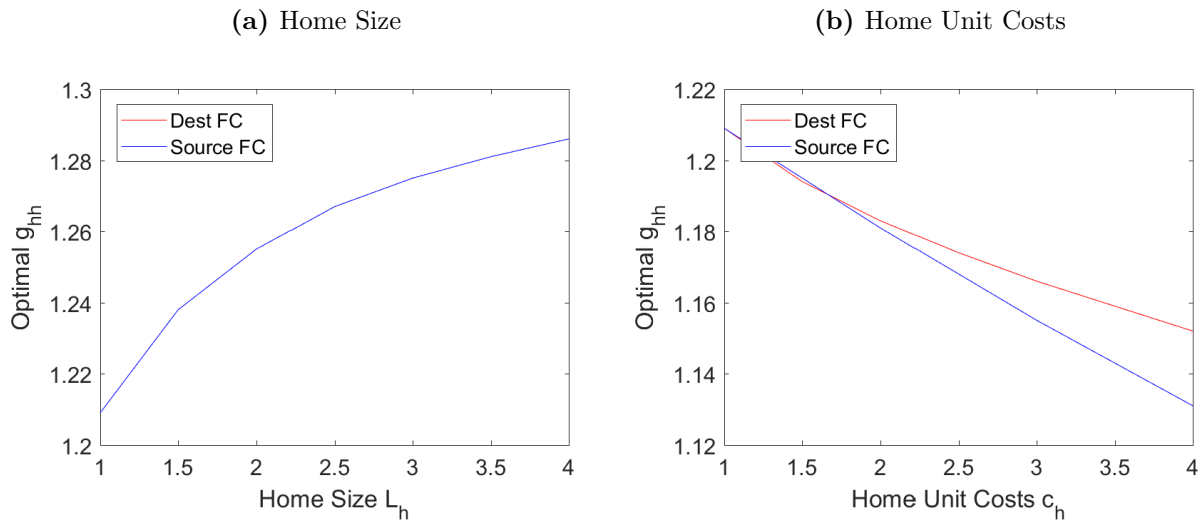 (a) Home Size
1.3
1.28
1.26
1.24
1.22
1.2
Optimal g_hh
Dest FC
Source FC
1 1.5 2 2.5 3 3.5 4
Home Size L_h
(b) Home Unit Costs
1.22
1.2
1.18
1.16
1.14
1.12
Optimal g_hh
Dest FC
Source FC
1 1.5 2 2.5 3 3.5 4
Home Unit Costs c_h